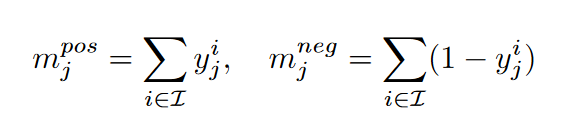 $m_j^{pos} = \sum_{i \in \mathcal{I}} y_j^i, \quad m_j^{neg} = \sum_{i \in \mathcal{I}} (1 - y_j^i)$